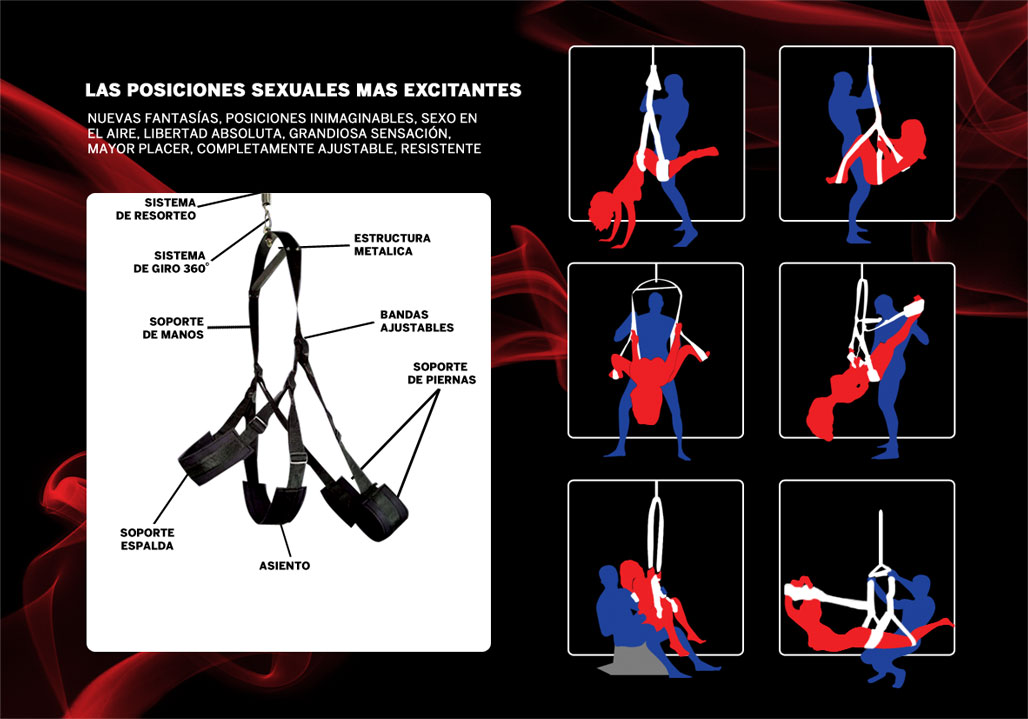 LAS POSICIONES SEXUALES MAS EXCITANTES
NUEVAS FANTASÍAS, POSICIONES INIMAGINABLES, SEXO EN
EL AIRE, LIBERTAD ABSOLUTA, GRANDIOSA SENSACIÓN,
MAYOR PLACER, COMPLETAMENTE AJUSTABLE, RESISTENTE
SISTEMA
DE RESORTEO
SISTEMA
DE GIRO 360°
ESTRUCTURA
METALICA
SOPORTE
DE MANOS
BANDAS
AJUSTABLES
SOPORTE
DE PIERNAS
SOPORTE
ESPALDA
ASIENTO